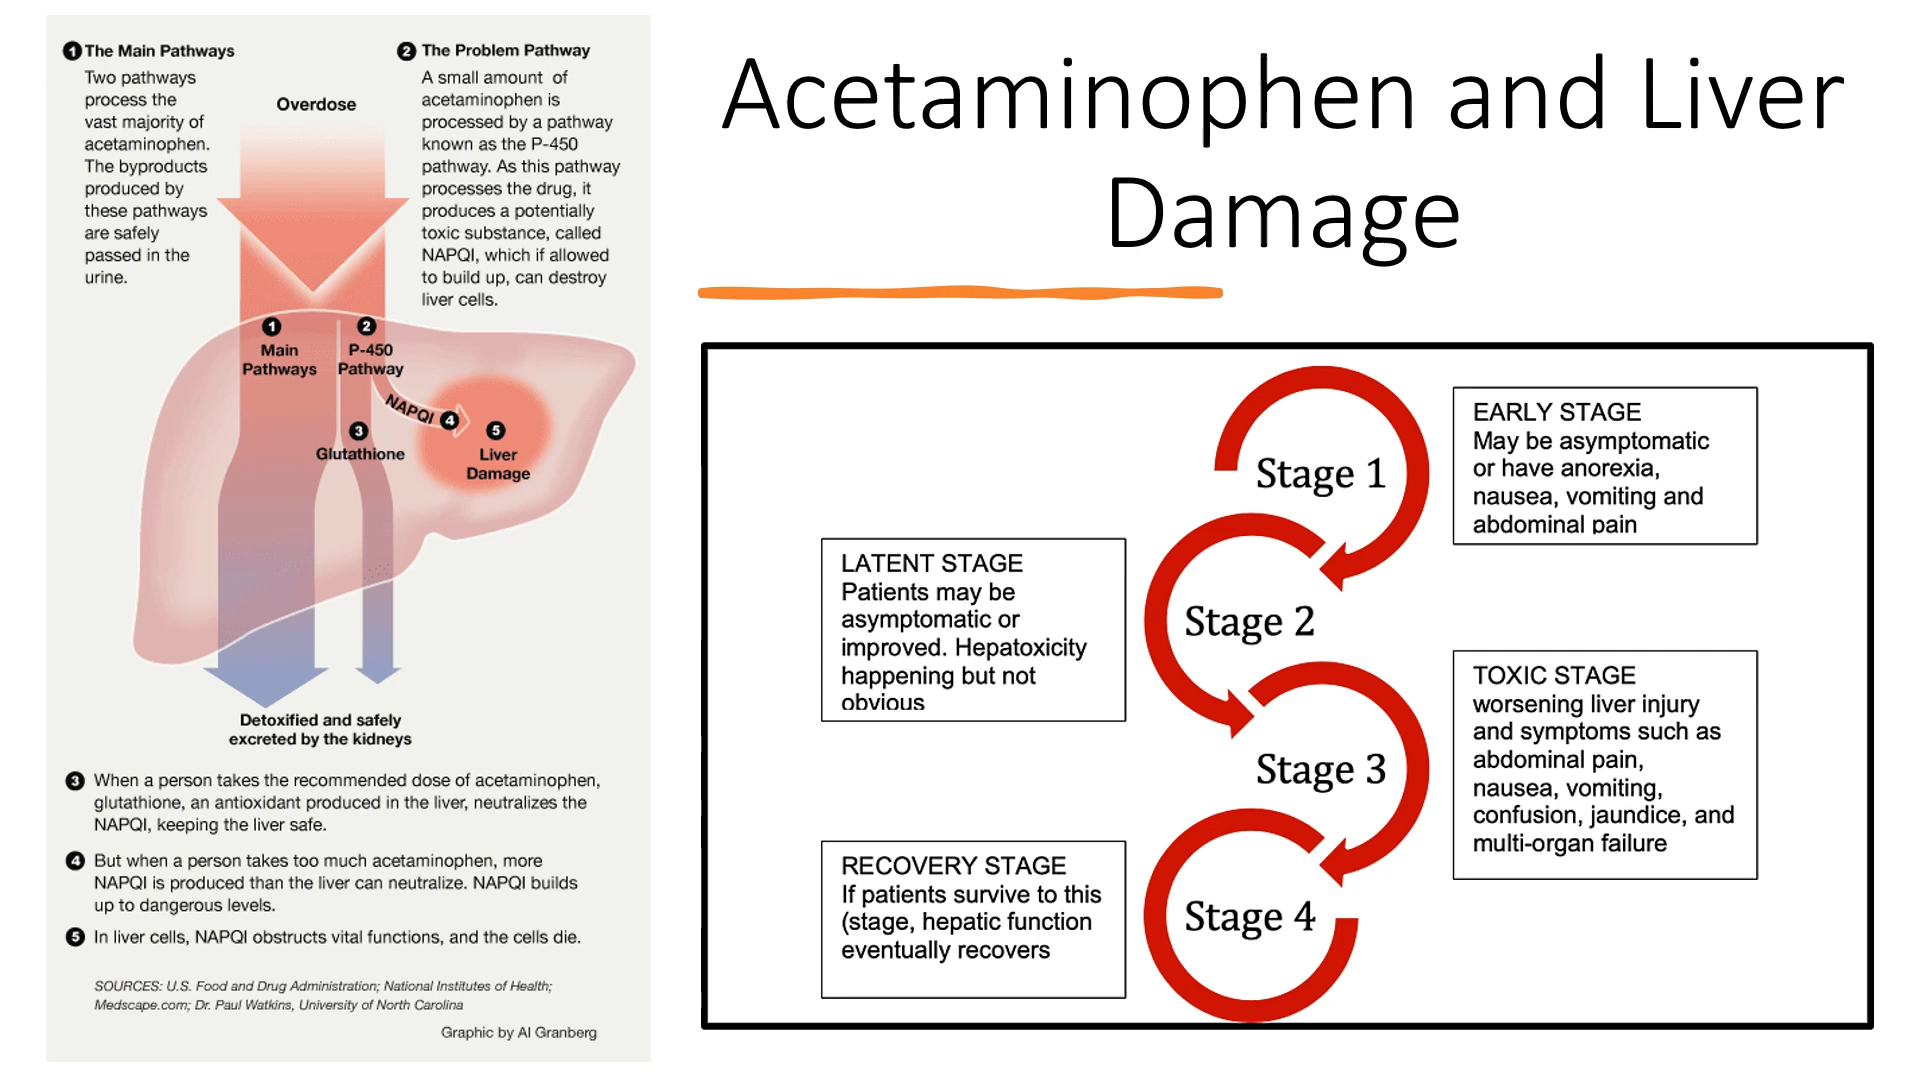 Acetaminophen and Liver
Damage
1 The Main Pathways
Two pathways
process the
vast majority of
acetaminophen.
The byproducts
produced by
these pathways
are safely
passed in the
urine.
Overdose
2 The Problem Pathway
A small amount of
acetaminophen is
processed by a pathway
known as the P-450
pathway. As this pathway
processes the drug, it
produces a potentially
toxic substance, called
NAPQI, which if allowed
to build up, can destroy
liver cells.
1
Main
Pathways
2
P-450
Pathway
NAPQI 4
3
Glutathione
5
Liver
Damage
Detoxified and safely
excreted by the kidneys
3 When a person takes the recommended dose of acetaminophen,
glutathione, an antioxidant produced in the liver, neutralizes the
NAPQI, keeping the liver safe.
4 But when a person takes too much acetaminophen, more
NAPQI is produced than the liver can neutralize. NAPQI builds
up to dangerous levels.
5 In liver cells, NAPQI obstructs vital functions, and the cells die.
SOURCES: U.S. Food and Drug Administration; National Institutes of Health;
Medscape.com; Dr. Paul Watkins, University of North Carolina
Graphic by Al Granberg
Stage 1
EARLY STAGE
May be asymptomatic
or have anorexia,
nausea, vomiting and
abdominal pain
LATENT STAGE
Patients may be
asymptomatic or
improved. Hepatoxicity
happening but not
obvious
Stage 2
Stage 3
TOXIC STAGE
worsening liver injury
and symptoms such as
abdominal pain,
nausea, vomiting,
confusion, jaundice, and
multi-organ failure
RECOVERY STAGE
If patients survive to this
(stage, hepatic function
eventually recovers
Stage 4